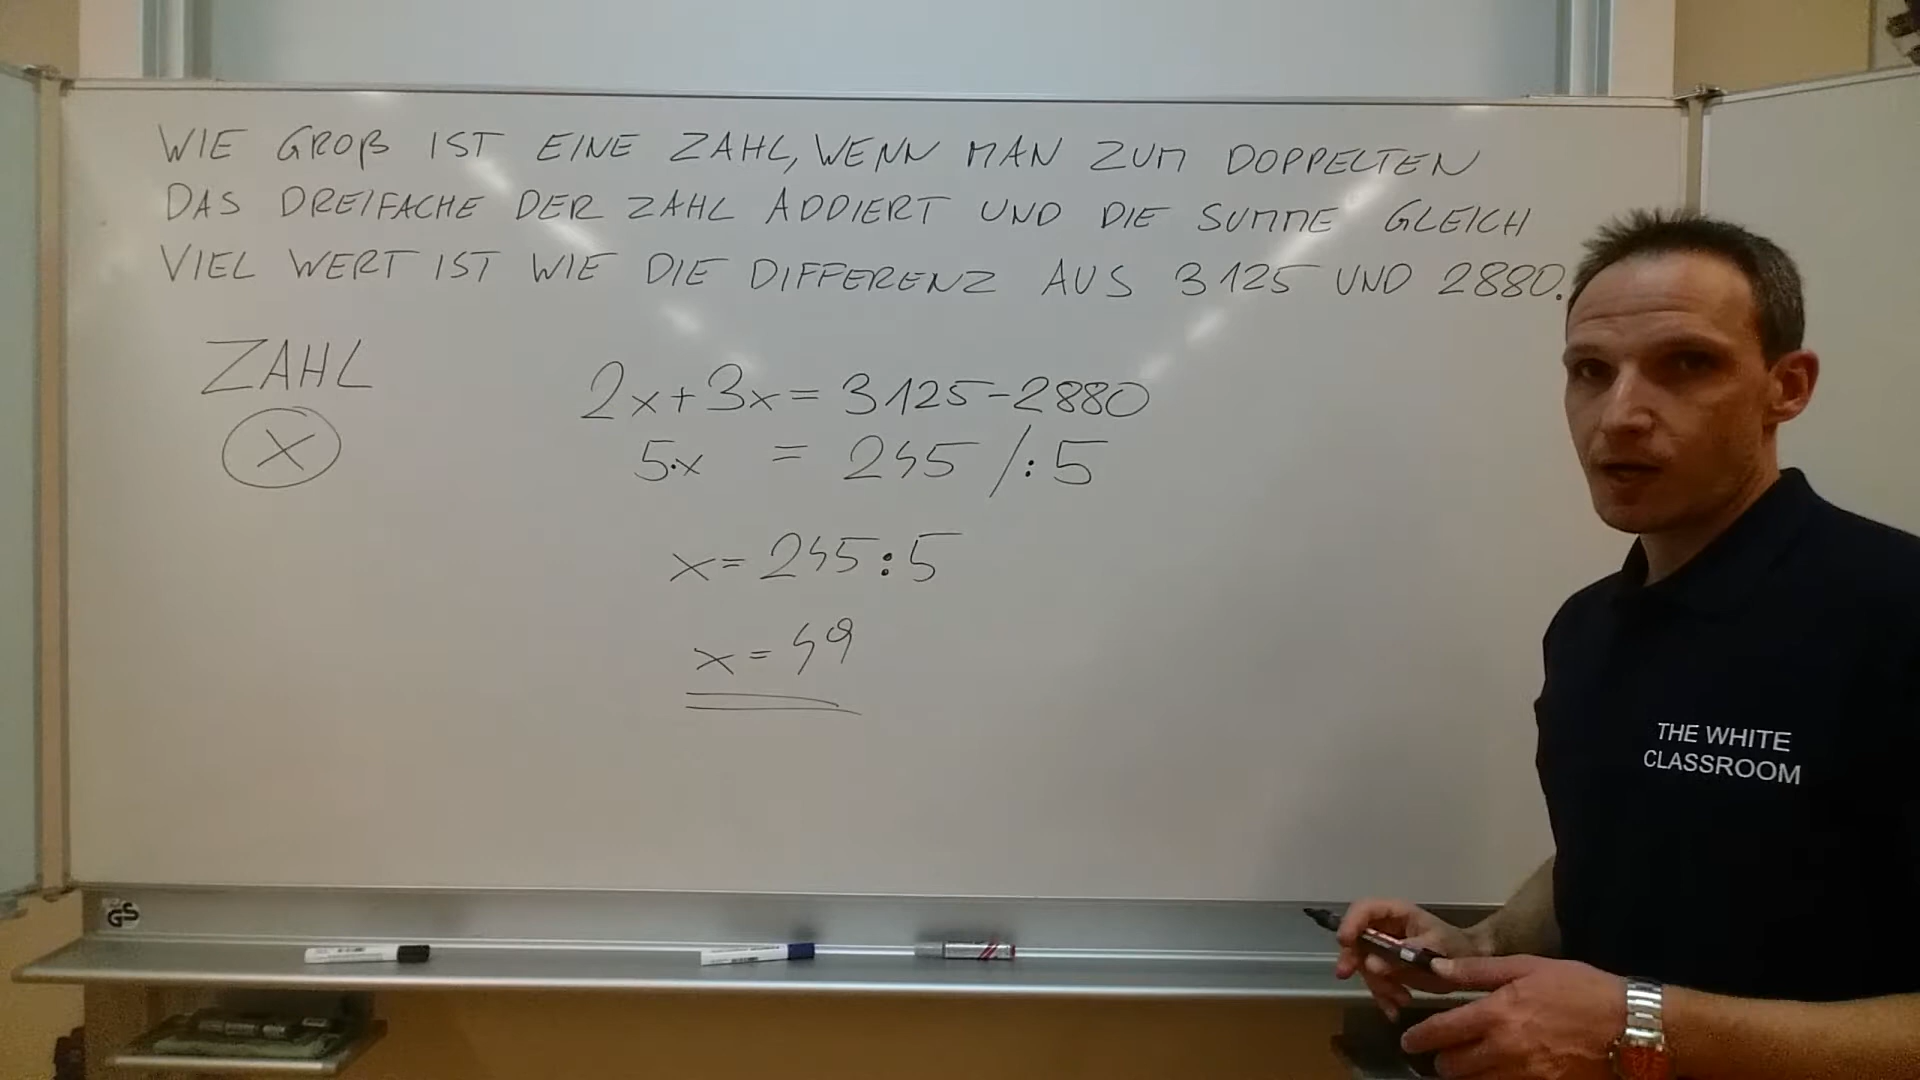 WIE GROß IST EINE ZAHL, WENN MAN ZUM DOPPELTEN
DAS DREIFACHE DER ZAHL ADDIERT UND DIE SUMME GLEICH
VIEL WERT IST WIE DIE DIFFERENZ AUS 3125 UND 2880.
ZAHL
x
2x+3x=3125-2880
5·x = 245 /:5
x=245:5
x=49
THE WHITE
CLASSROOM
GS